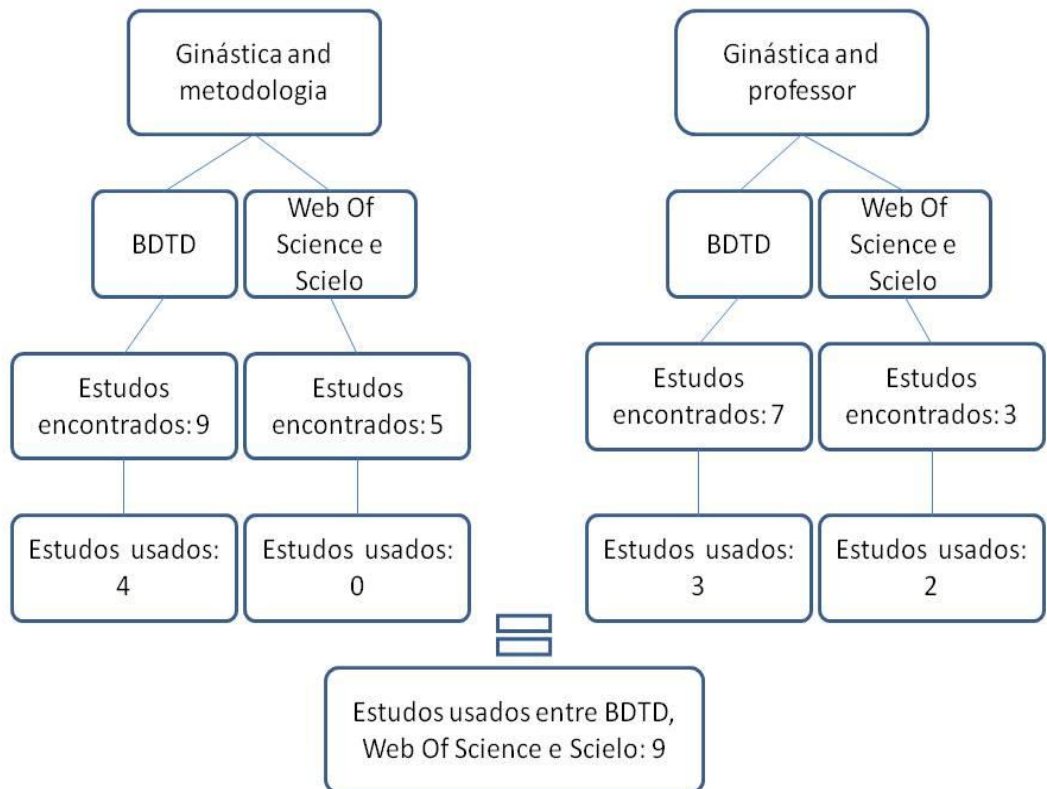 Ginástica and
metodologia
Ginástica and
professor
BDTD
Web Of
Science e
Scielo
BDTD
Web Of
Science e
Scielo
Estudos
encontrados: 9
Estudos
encontrados: 5
Estudos
encontrados: 7
Estudos
encontrados: 3
Estudos usados:
4
Estudos usados:
0
Estudos usados:
3
Estudos usados:
2
Estudos usados entre BDTD,
Web Of Science e Scielo: 9